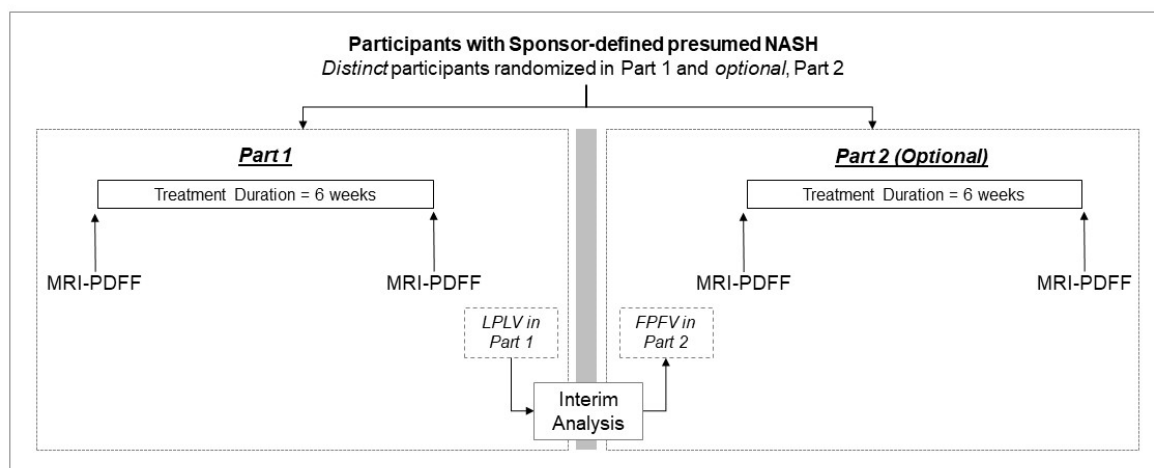 Participants with Sponsor-defined presumed NASH
Distinct participants randomized in Part 1 and optional, Part 2
Part 1
Treatment Duration = 6 weeks
MRI-PDFF
MRI-PDFF
LPLV in
Part 1
Interim
Analysis
Part 2 (Optional)
Treatment Duration = 6 weeks
MRI-PDFF
MRI-PDFF
FPFV in
Part 2